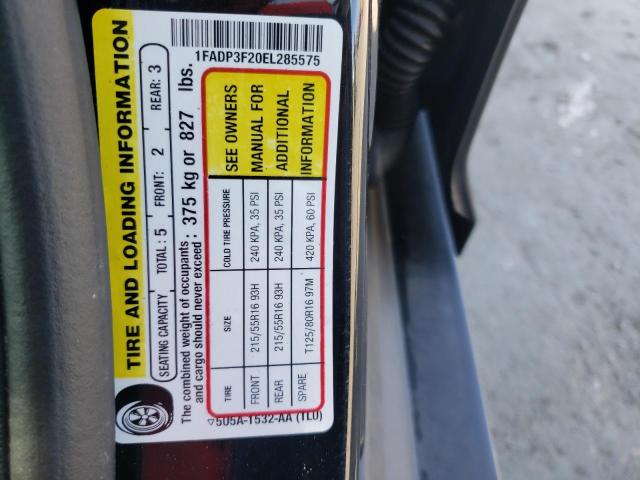 TIRE AND LOADING INFORMATION
SEATING CAPACITY TOTAL: 5 FRONT: 2 REAR: 3
The combined weight of occupants
and cargo should never exceed : 375 kg or 827 lbs.
TIRE SIZE COLD TIRE PRESSURE
FRONT 215/55R16 93H 240 KPA, 35 PSI
REAR 215/55R16 93H 240 KPA, 35 PSI
SPARE T125/80R16 97M 420 KPA, 60 PSI
SEE OWNERS
MANUAL FOR
ADDITIONAL
INFORMATION
5U5A-1532-AA (TLU)
1FADP3F20EL285575